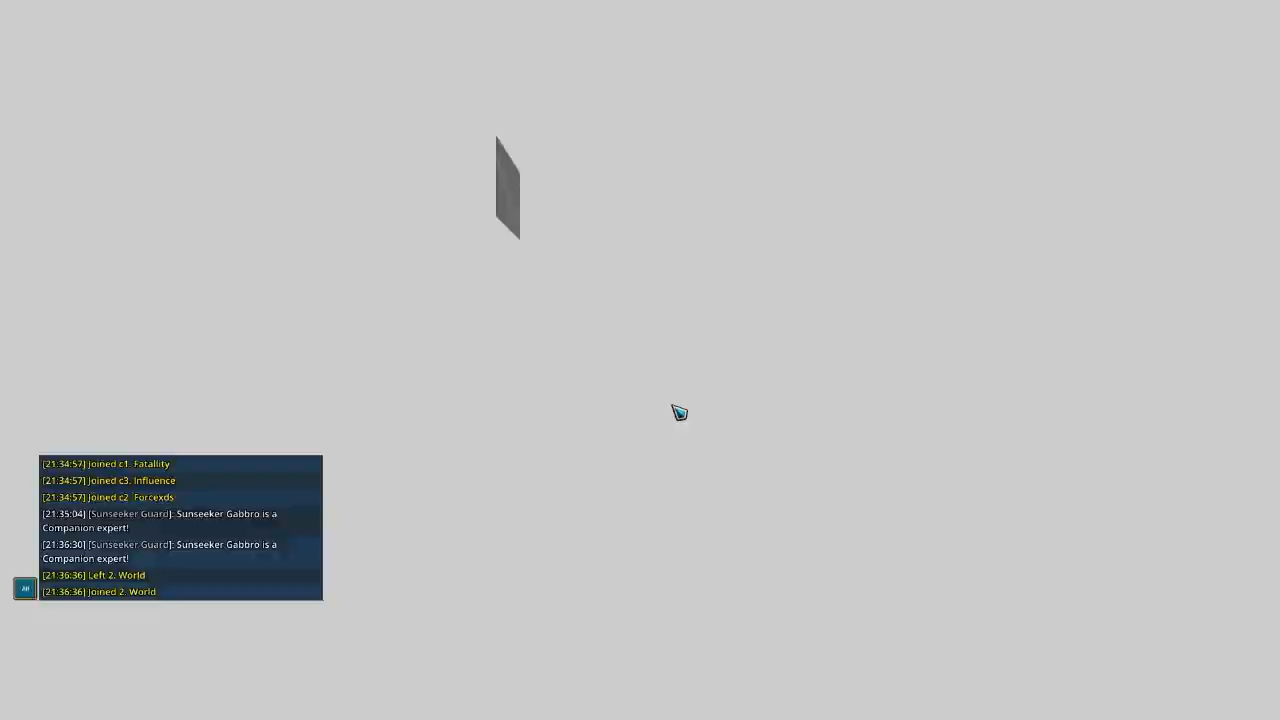 [21:34:57] Joined c1. Fatallity
[21:34:57] Joined c3. Influence
[21:34:57] Joined c2. Forcexds
[21:35:04] [Sunseeker Guard]: Sunseeker Gabbro is a
Companion expert!
[21:36:30] [Sunseeker Guard]: Sunseeker Gabbro is a
Companion expert!
[21:36:36] Left 2. World
All
[21:36:36] Joined 2. World